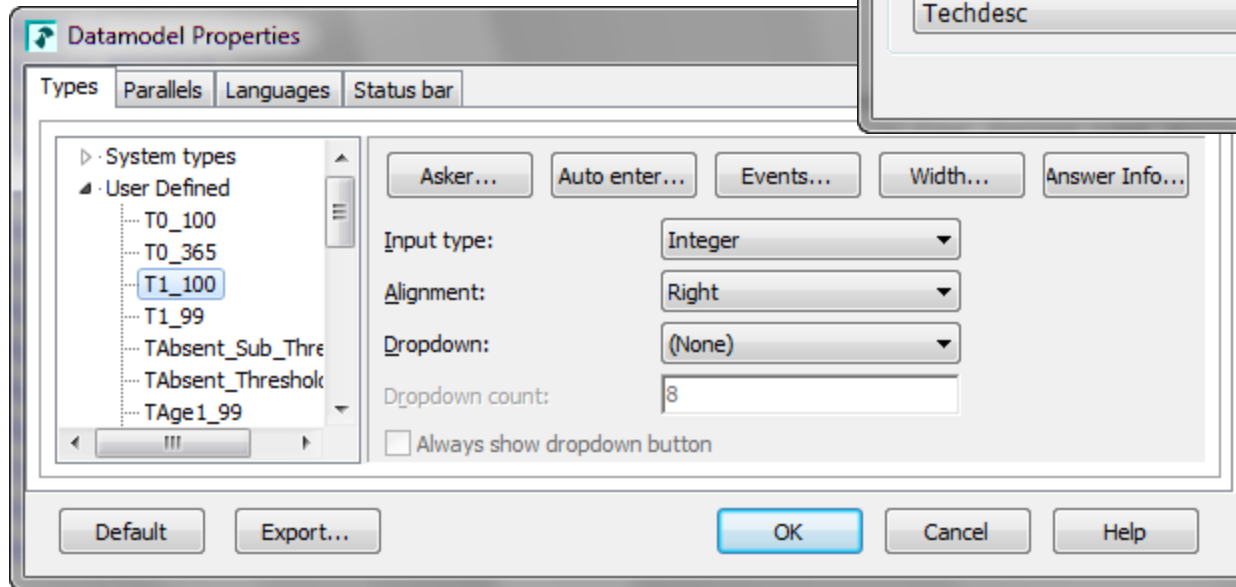 Techdesc
Datamodel Properties
Types Parallels Languages Status bar
System types
User Defined
T0_100
T0_365
T1_100
T1_99
TAbsent_Sub_Thre
TAbsent_Threshold
TAge1_99
Asker... Auto enter... Events... Width... Answer Info...
Input type: Integer
Alignment: Right
Dropdown: (None)
Dropdown count: 8
Always show dropdown button
Default Export... OK Cancel Help